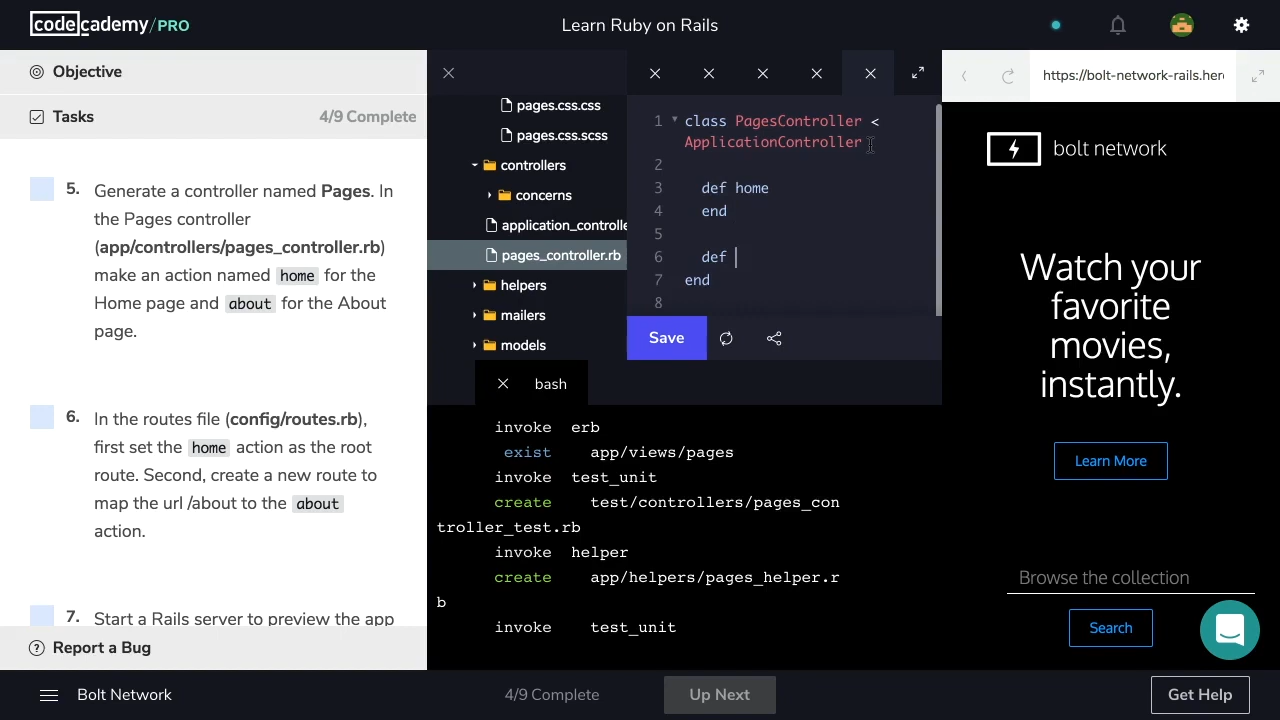 codecademy/PRO
Learn Ruby on Rails
Objective
Tasks
4/9 Complete
5. Generate a controller named Pages. In
the Pages controller
(app/controllers/pages_controller.rb)
make an action named home for the
Home page and about for the About
page.
6. In the routes file (config/routes.rb),
first set the home action as the root
route. Second, create a new route to
map the url /about to the about
action.
7. Start a Rails server to preview the app
Report a Bug
pages.css.css
pages.css.scss
controllers
concerns
application_controlle
pages_controller.rb
helpers
mailers
models
1 class PagesController <
ApplicationController
2
3 def home
4 end
5
6 def
7 end
8
Save
bash
invoke erb
exist app/views/pages
invoke test_unit
create test/controllers/pages_con
troller_test.rb
invoke helper
create app/helpers/pages_helper.r
b
invoke test_unit
https://bolt-network-rails.her
bolt network
Watch your
favorite
movies,
instantly.
Learn More
Browse the collection
Search
Bolt Network
4/9 Complete
Up Next
Get Help